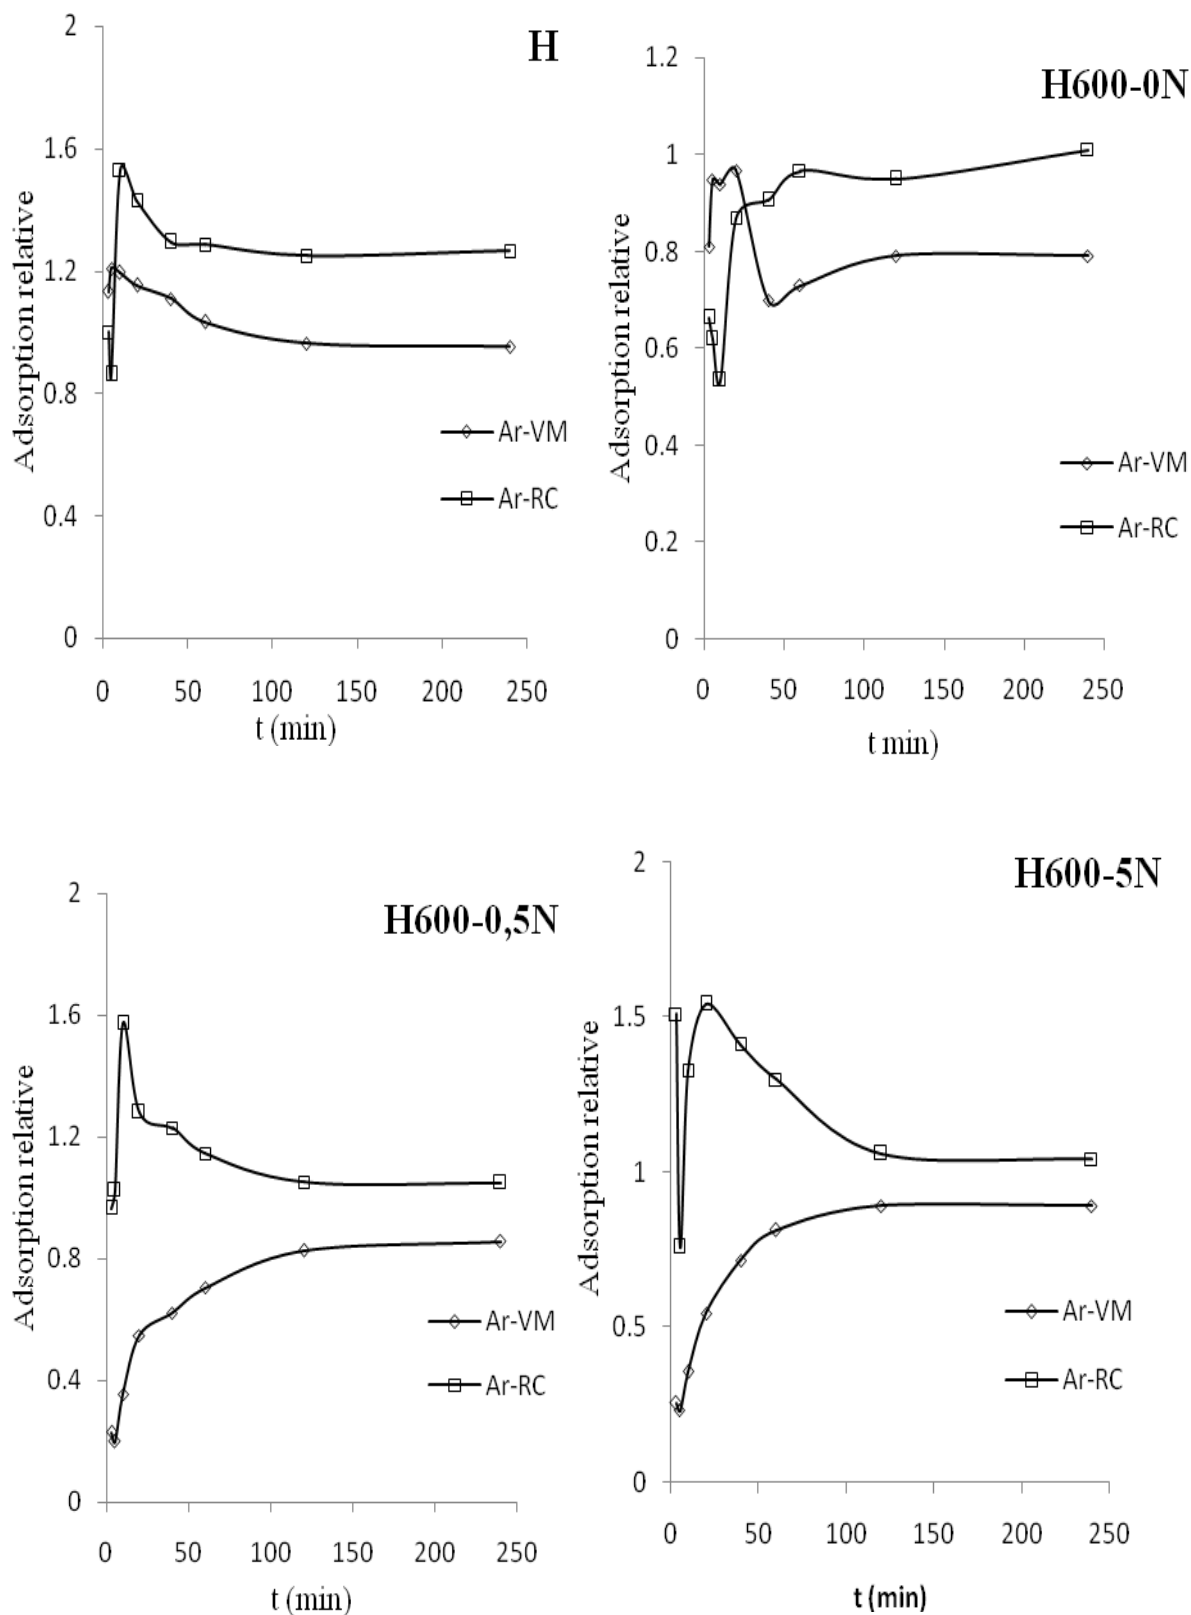 H
Adsorption relative
2
1.6
1.2
0.8
0.4
0
0 50 100 150 200 250
t (min)
Ar-VM
Ar-RC
H600-0N
Adsorption relative
1.2
1
0.8
0.6
0.4
0.2
0
0 50 100 150 200 250
t min)
Ar-VM
Ar-RC
H600-0,5N
Adsorption relative
2
1.6
1.2
0.8
0.4
0
0 50 100 150 200 250
t (min)
Ar-VM
Ar-RC
H600-5N
Adsorption relative
2
1.5
1
0.5
0
0 50 100 150 200 250
t (min)
Ar-VM
Ar-RC